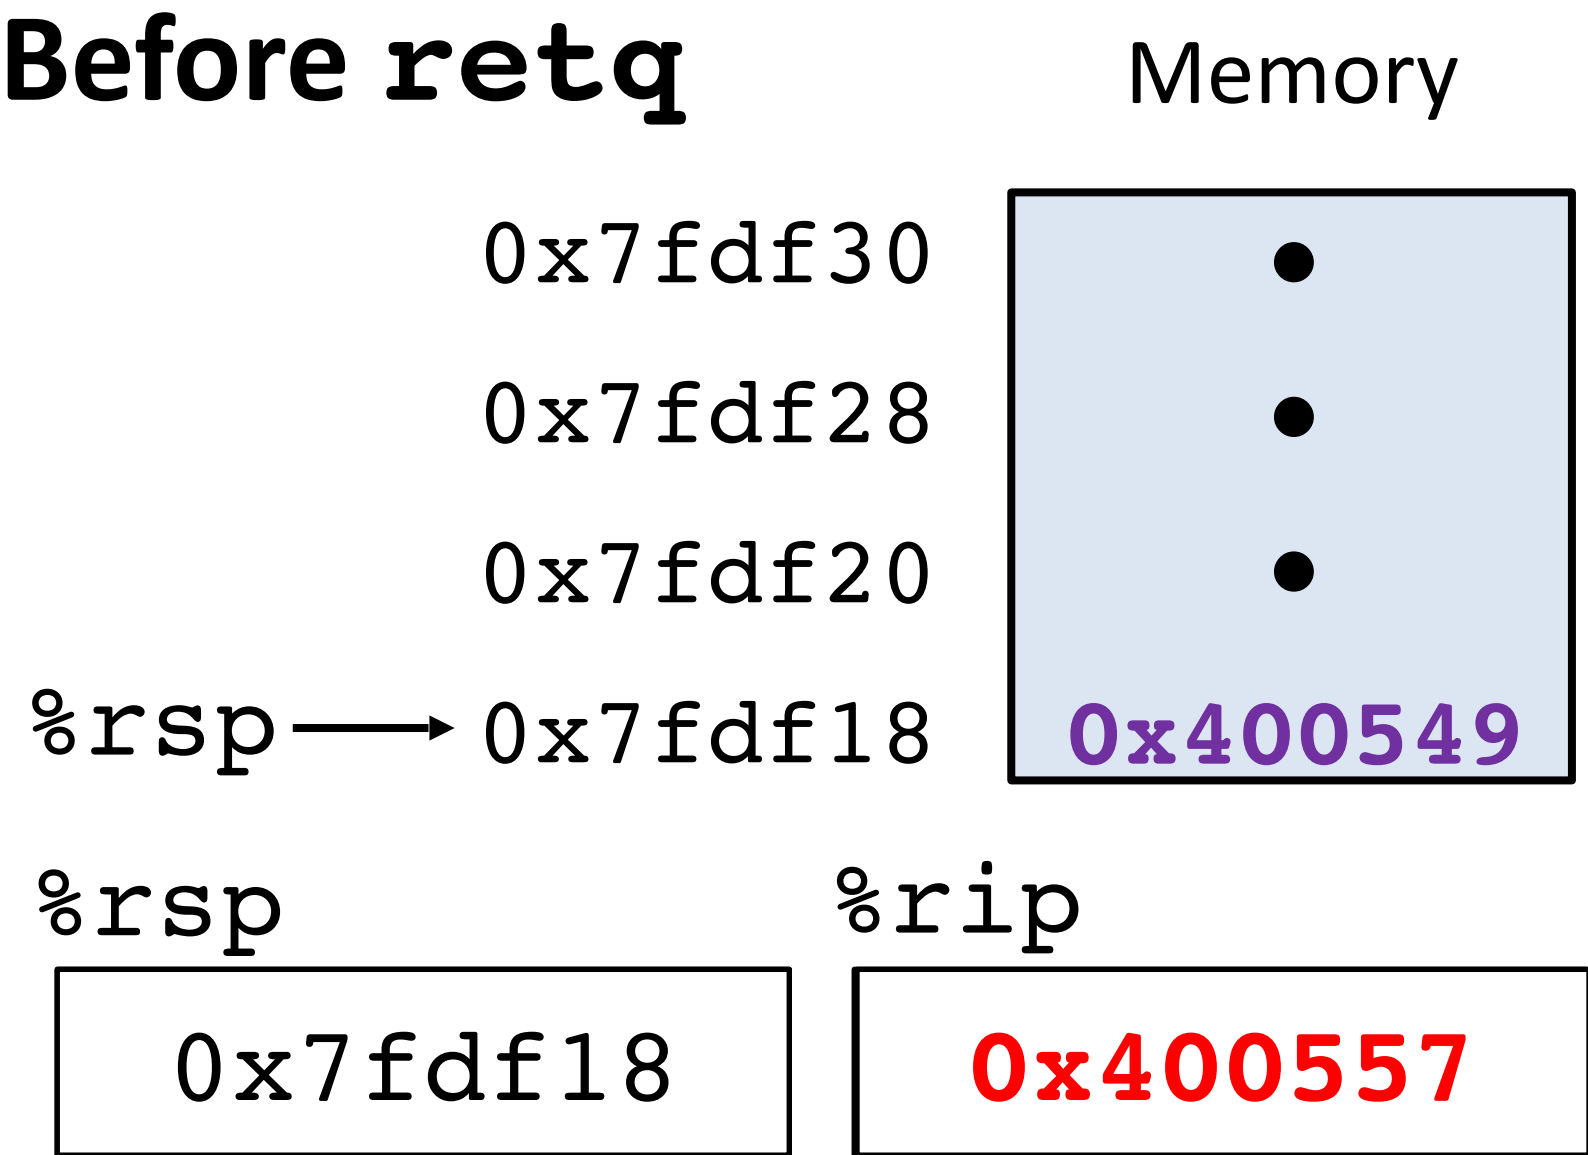 Before retq
Memory
0x7fdf30
0x7fdf28
0x7fdf20
%rsp 0x7fdf18 0x400549
%rsp %rip
0x7fdf18 0x400557